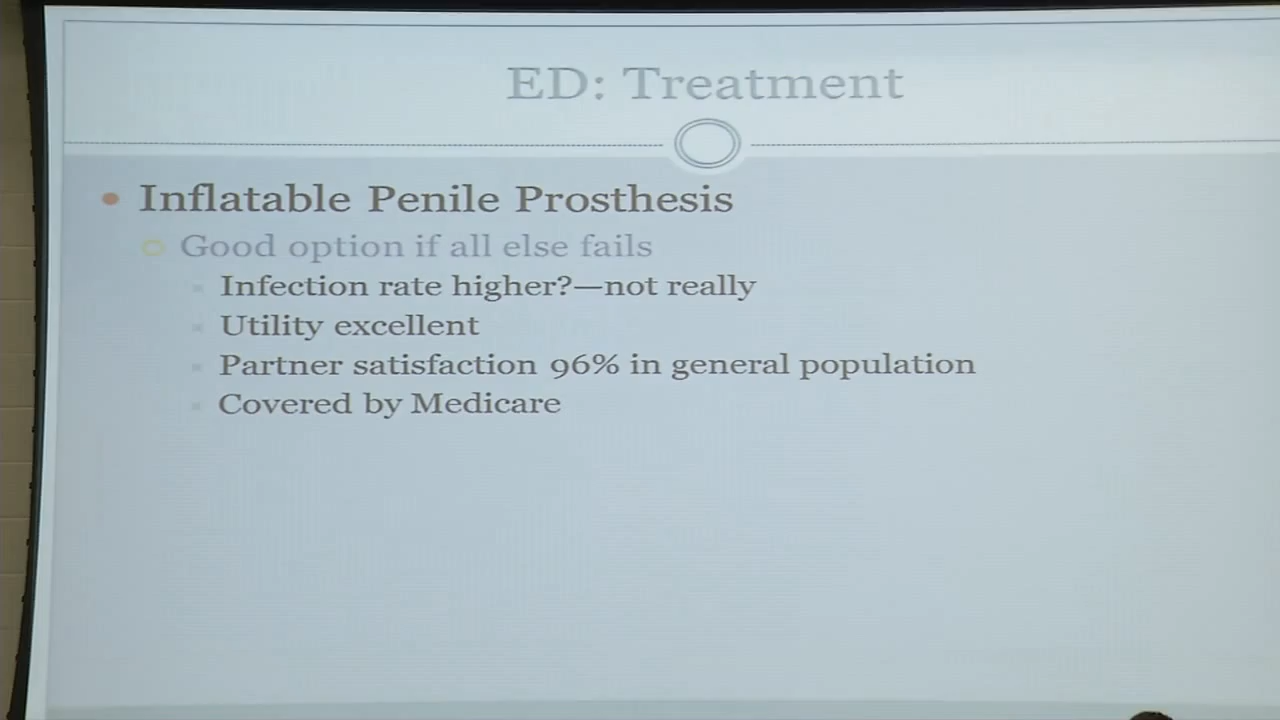 ED: Treatment
Inflatable Penile Prosthesis
Good option if all else fails
Infection rate higher?—not really
Utility excellent
Partner satisfaction 96% in general population
Covered by Medicare